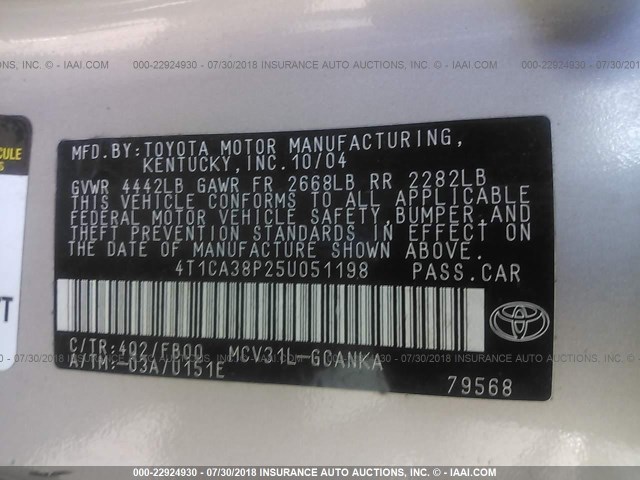 000-22924930 - 07/30/2018 INSURANCE AUTO AUCTIONS, INC. - © IAAI.COM
MFD.BY:TOYOTA MOTOR MANUFACTURING,
KENTUCKY,INC.10/04
GVWR 4442LB GAWR FR 2668LB RR 2282LB
THIS VEHICLE CONFORMS TO ALL APPLICABLE
FEDERAL MOTOR VEHICLE SAFETY,BUMPER,AND
THEFT PREVENTION STANDARDS IN EFFECT ON
THE DATE OF MANUFACTURE SHOWN ABOVE.
4T1CA38P25U051198 PASS.CAR
C/TR:402/FB00 MCV31L-GCANKA
A/TM:-03A/U151E
79568
000-22924930 - 07/30/2018 INSURANCE AUTO AUCTIONS, INC. - © IAAI.COM
000-22924930 - 07/30/2018 INSURANCE AUTO AUCTIONS, INC. - © IAAI.COM